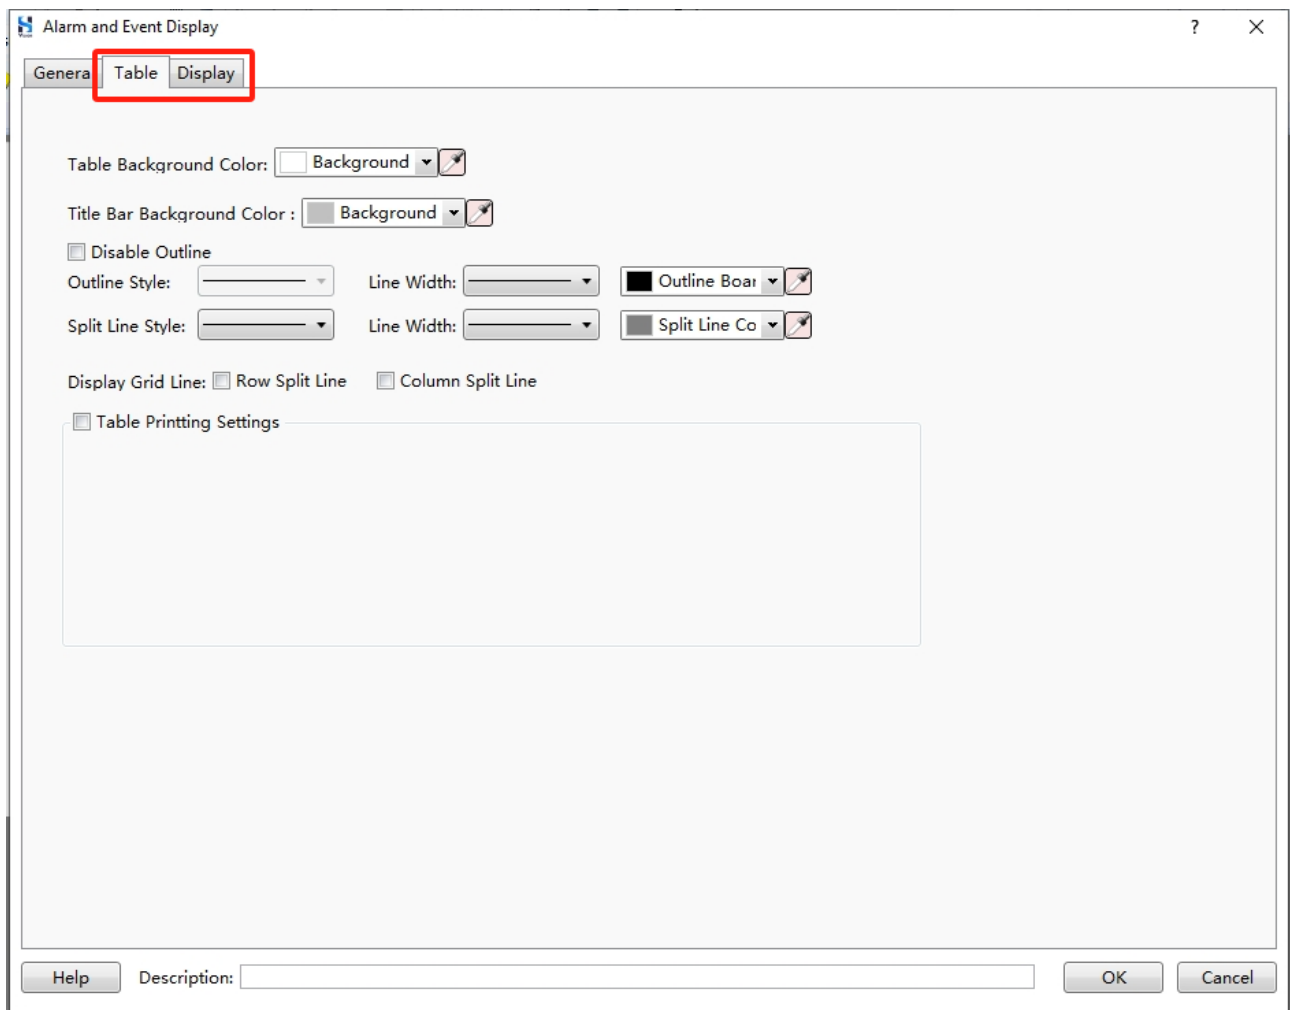 Alarm and Event Display ?
Genera Table Display
Table Background Color: Background
Title Bar Background Color : Background
Disable Outline
Outline Style: Line Width: Outline Boar
Split Line Style: Line Width: Split Line Co
Display Grid Line: Row Split Line Column Split Line
Table Printting Settings
Help Description: OK Cancel